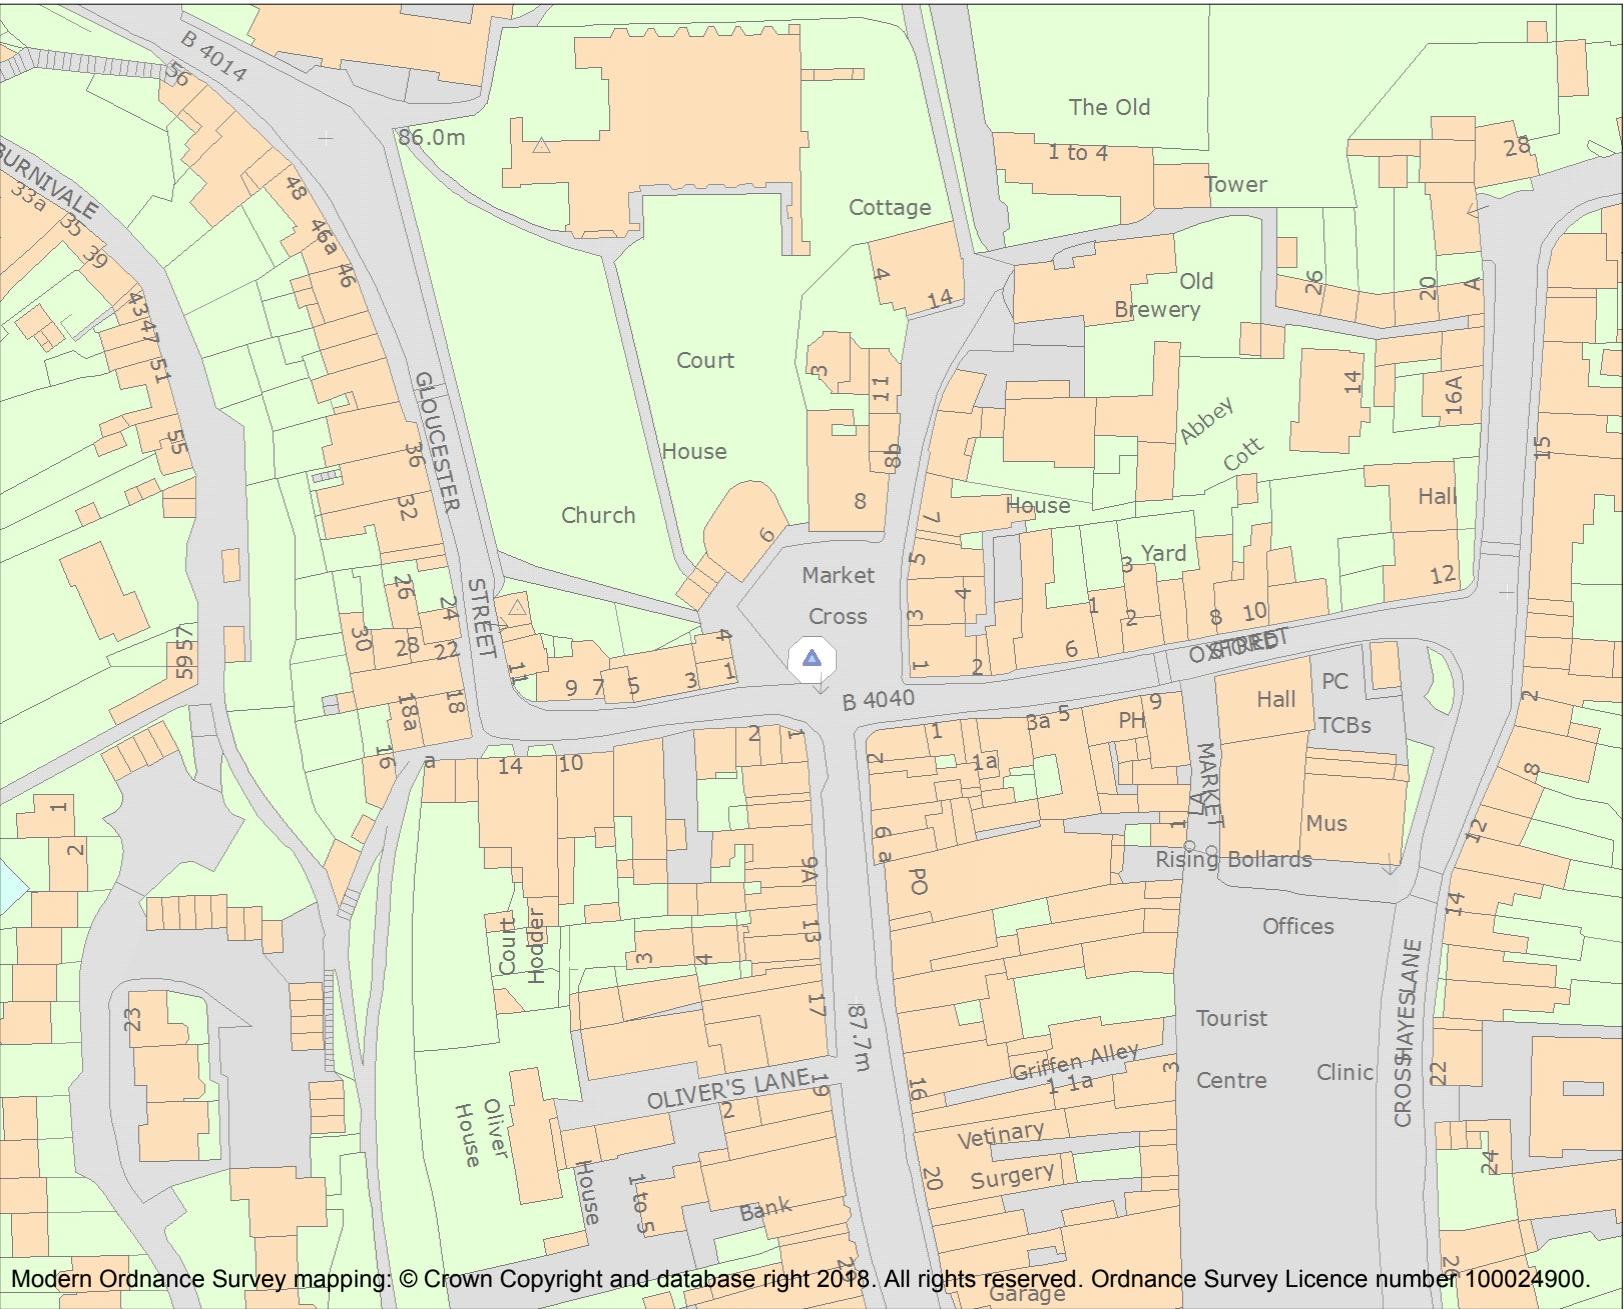 B 4014
56
86.0m
The Old
1 to 4
28
Tower
BURNIVALE
33a
35
39
48
46a
46
Cottage
4
14
Old
Brewery
26
20
A
43
47
51
55
Court
3
11
14
16A
GLOUCESTER
36
32
House
8b
8
Abbey
Cott
15
Hall
Church
6
7
House
5
Market
Cross
3
4
3
Yard
12
1
2
8
10
STREET
26
24
30
28
22
57
59
11
9
7
5
3
1
4
1
2
6
OXFORD
STREET
B 4040
18a
18
16
a
14
10
2
1
2
1
1a
3a
5
PH
9
Hall
PC
TCBs
2
8
MARKET
LA
1
Mus
12
Rising Bollards
1
2
9A
6
a
PO
14
Offices
13
Court
Hodder
3
4
CROSSHAYES LANE
23
17
87.7m
Tourist
Griffen Alley
1 1a
3
Centre
Clinic
22
OLIVER'S LANE
19
16
2
Oliver
House
Vetinary
Surgery
20
24
House
1 to 5
Bank
26
Garage
Modern Ordnance Survey mapping: © Crown Copyright and database right 2018. All rights reserved. Ordnance Survey Licence number 100024900.